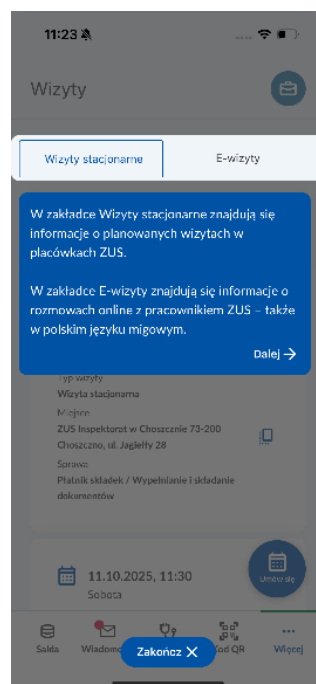 11:23
Wizyty
Wizyty stacjonarne
E-wizyty
W zakładce Wizyty stacjonarne znajdują się
informacje o planowanych wizytach w
placówkach ZUS.
W zakładce E-wizyty znajdują się informacje o
rozmowach online z pracownikiem ZUS – także
w polskim języku migowym.
Dalej
Typ wizyty
Wizyta stacjonarna
Miejsce
ZUS Inspektorat w Choszcznie 73-200
Choszczno, ul. Jagiełły 28
Sprawa
Płatnik składek / Wypełnianie i składanie
dokumentów
11.10.2025, 11:30
Sobota
Umów się
Salda
Wiadomo
Kod QR
Więcej
Zakończ